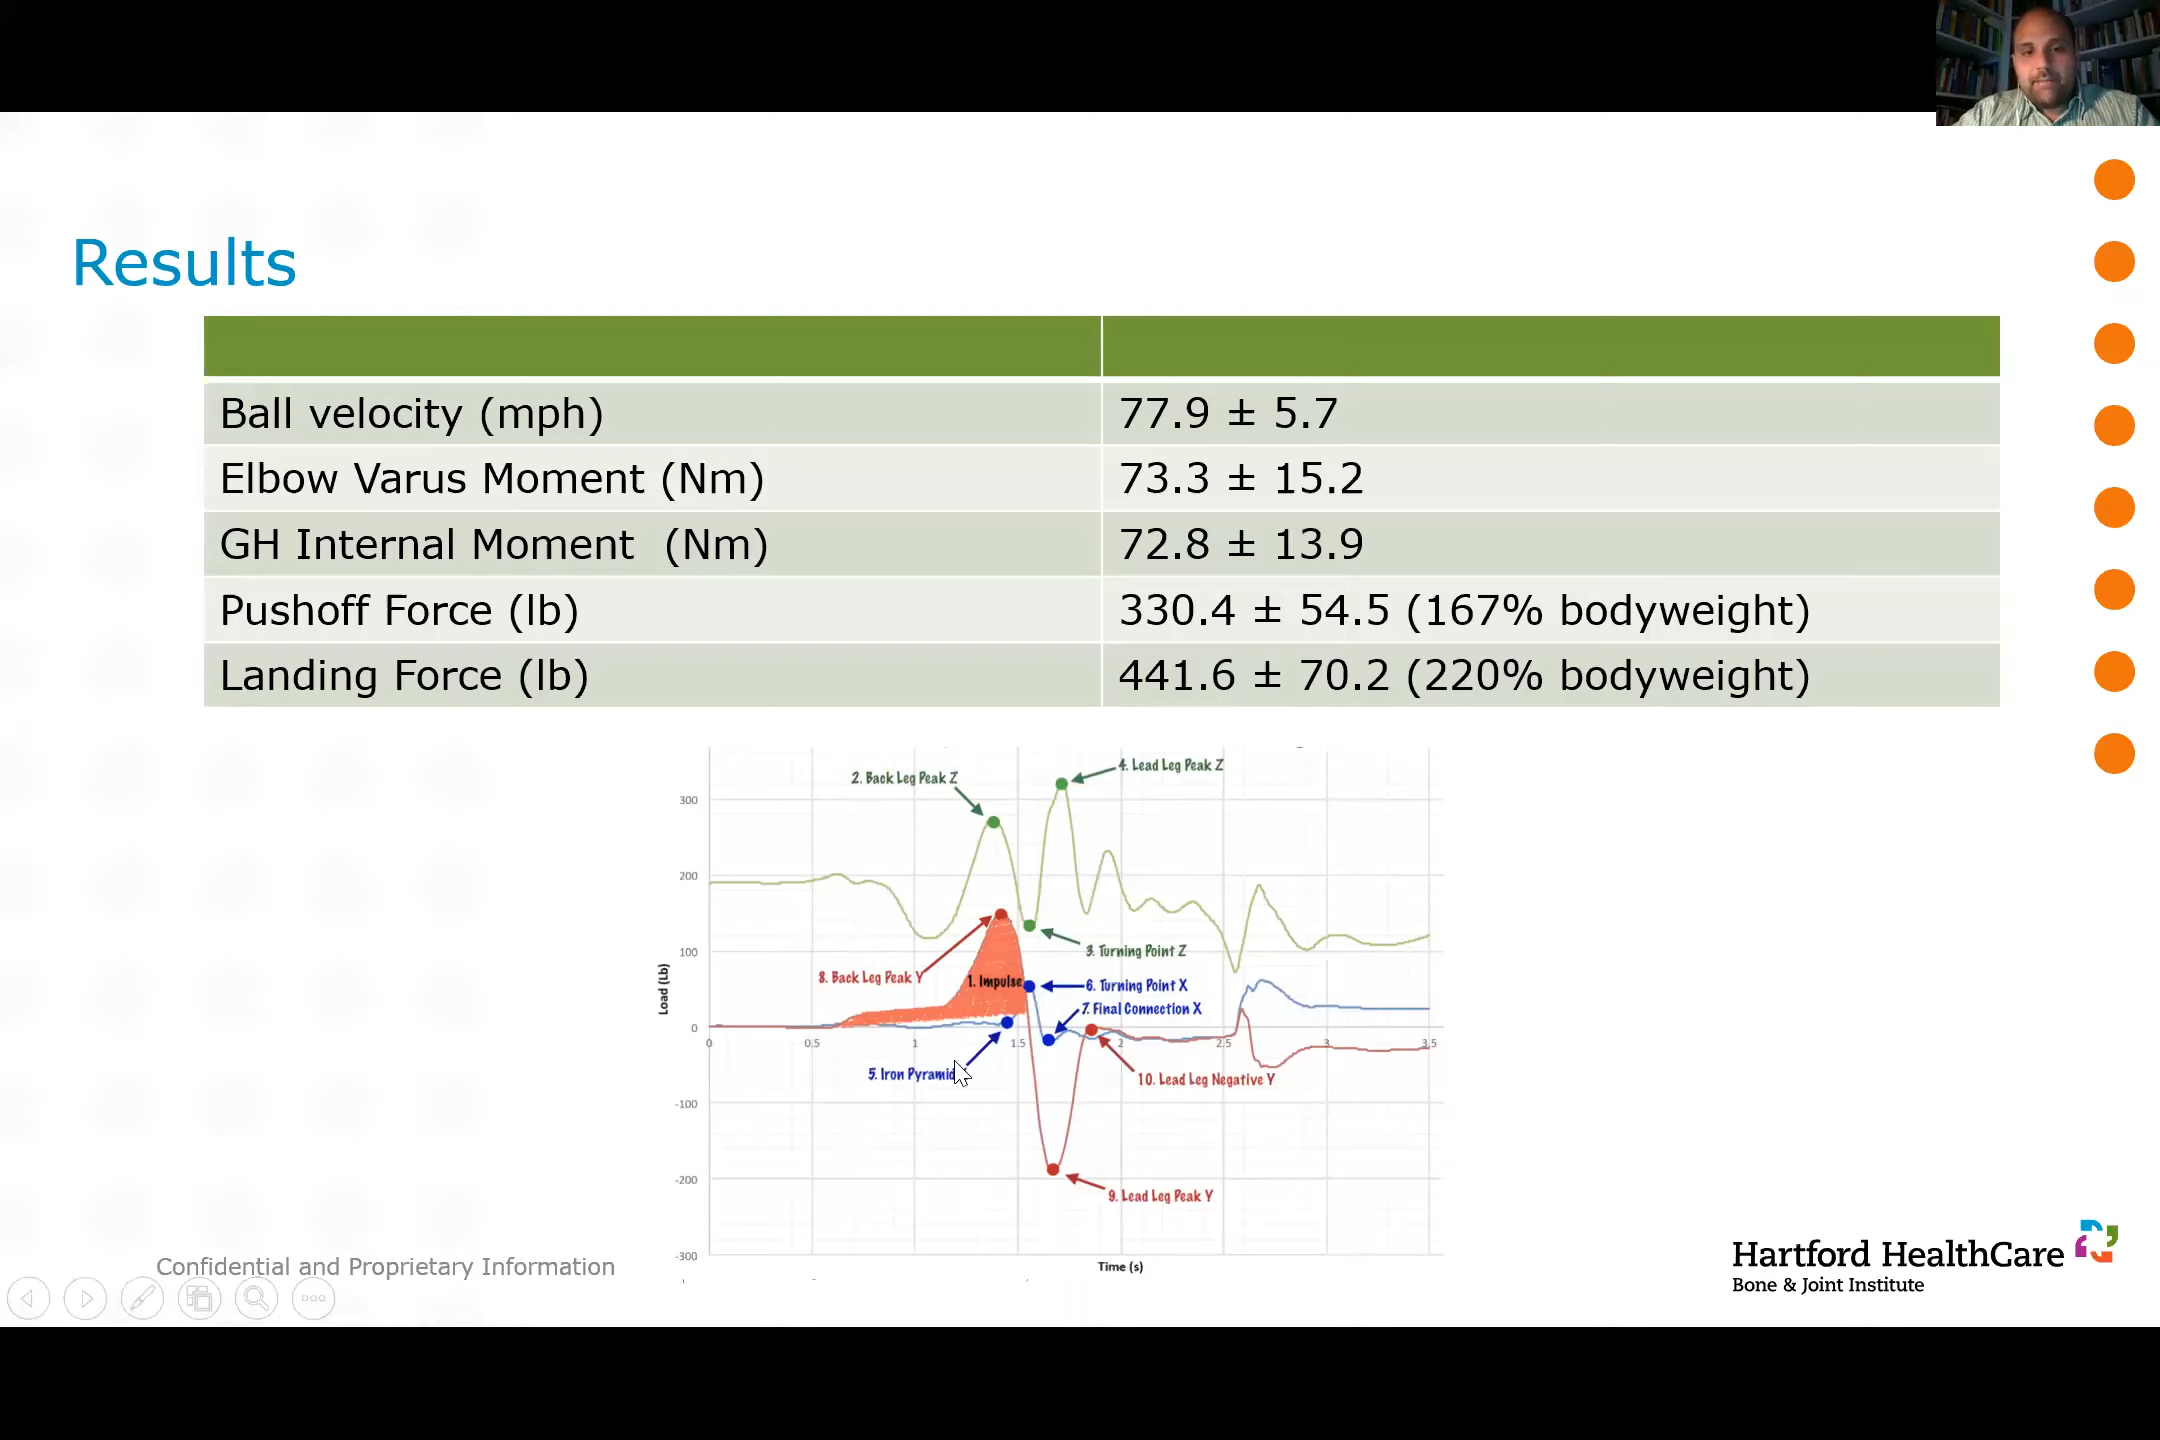 Results
Ball velocity (mph) 77.9 ± 5.7
Elbow Varus Moment (Nm) 73.3 ± 15.2
GH Internal Moment (Nm) 72.8 ± 13.9
Pushoff Force (lb) 330.4 ± 54.5 (167% bodyweight)
Landing Force (lb) 441.6 ± 70.2 (220% bodyweight)
4. Lead Leg Peak Z
2. Back Leg Peak Z
300
200
3. Turning Point Z
100
8. Back Leg Peak Y
1. Impulse
6. Turning Point X
7. Final Connection X
Load (Lb)
0
0 0.5 1 1.5 2 2.5 3 3.5
5. Iron Pyramid
10. Lead Leg Negative Y
-100
-200
9. Lead Leg Peak Y
-300
Time (s)
Confidential and Proprietary Information
Hartford HealthCare
Bone & Joint Institute